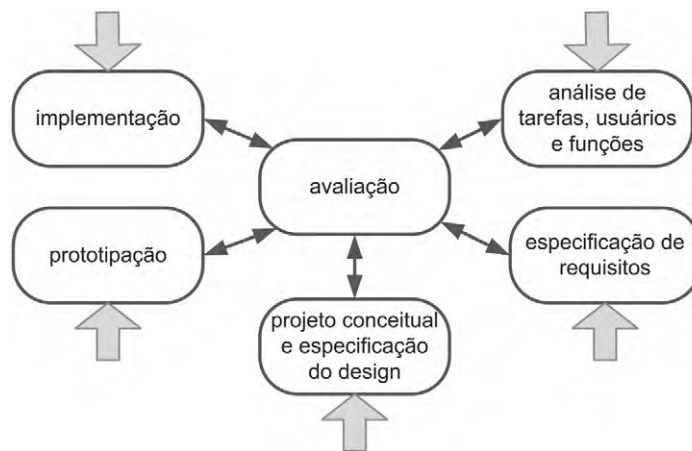 implementação
análise de
tarefas, usuários
e funções
avaliação
prototipação
especificação de
requisitos
projeto conceitual
e especificação
do design